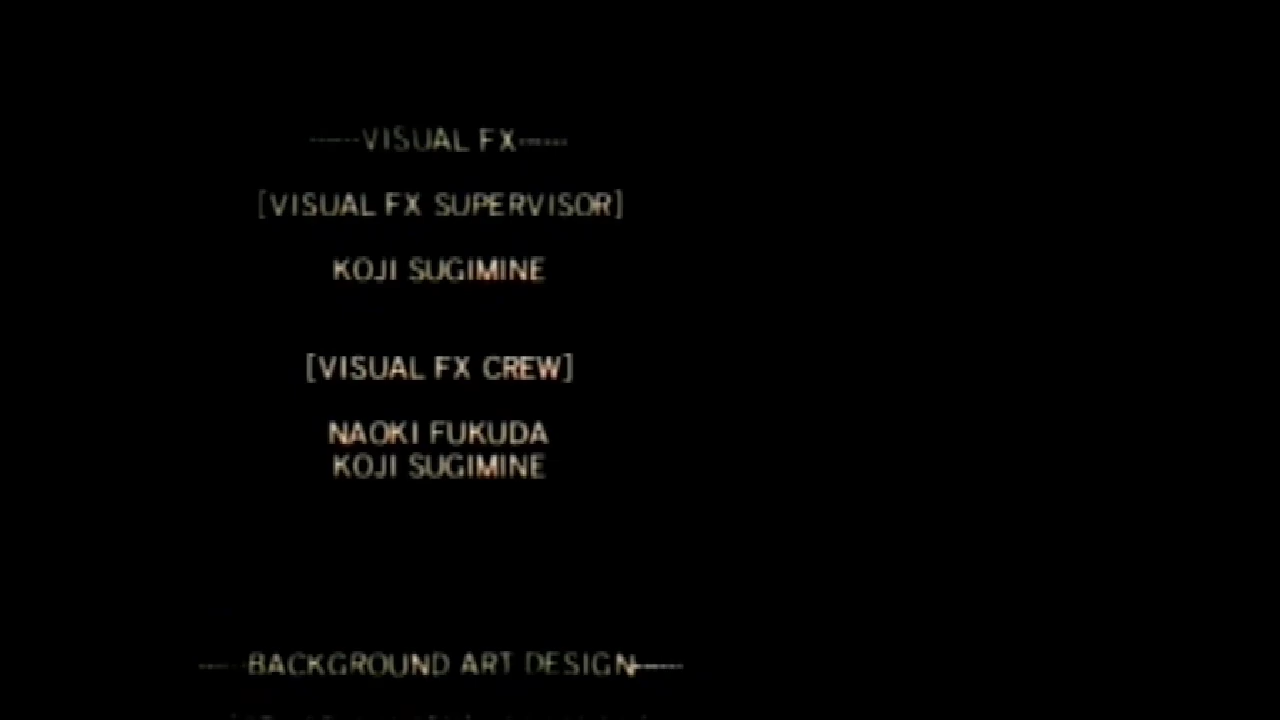 ------VISUAL FX------
[VISUAL FX SUPERVISOR]
KOJI SUGIMINE
[VISUAL FX CREW]
NAOKI FUKUDA
KOJI SUGIMINE
------BACKGROUND ART DESIGN------